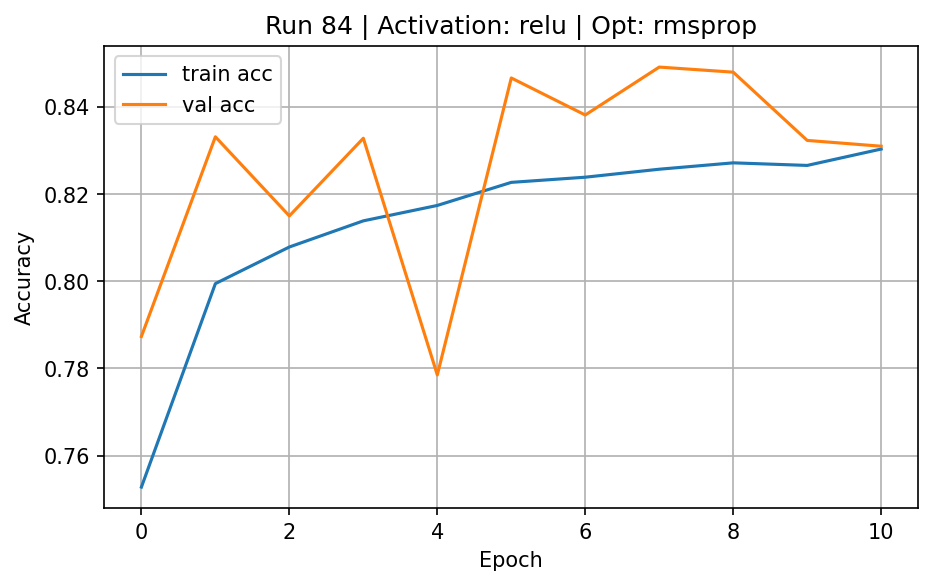 Run 84 | Activation: relu | Opt: rmsprop
train acc
val acc
0.84
0.82
0.80
0.78
0.76
Accuracy
0 2 4 6 8 10
Epoch